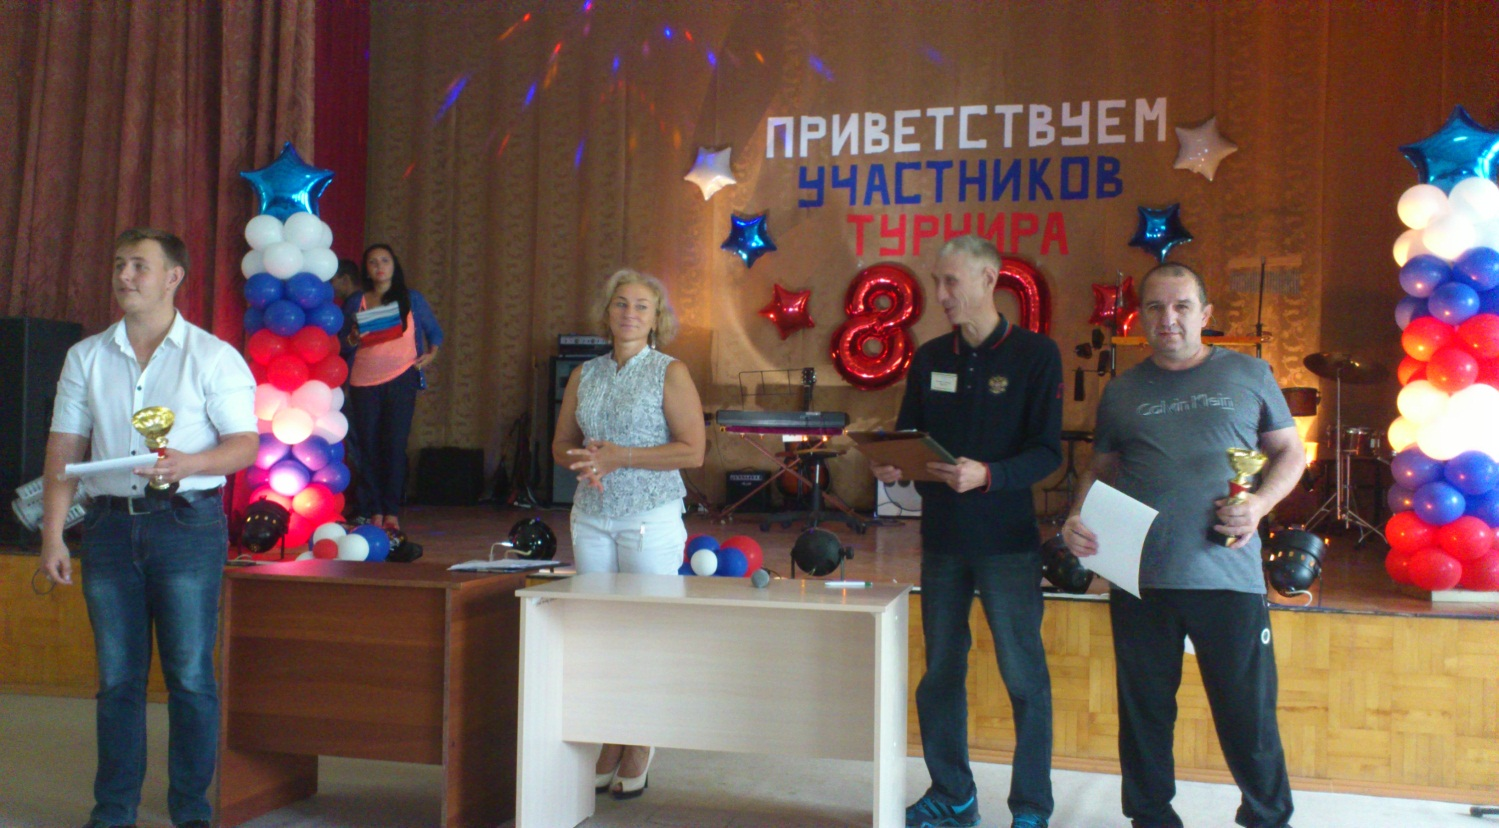 ПРИВЕТСТВУЕМ
УЧАСТНИКОВ
ТУРНИРА
80
Calvin Klein